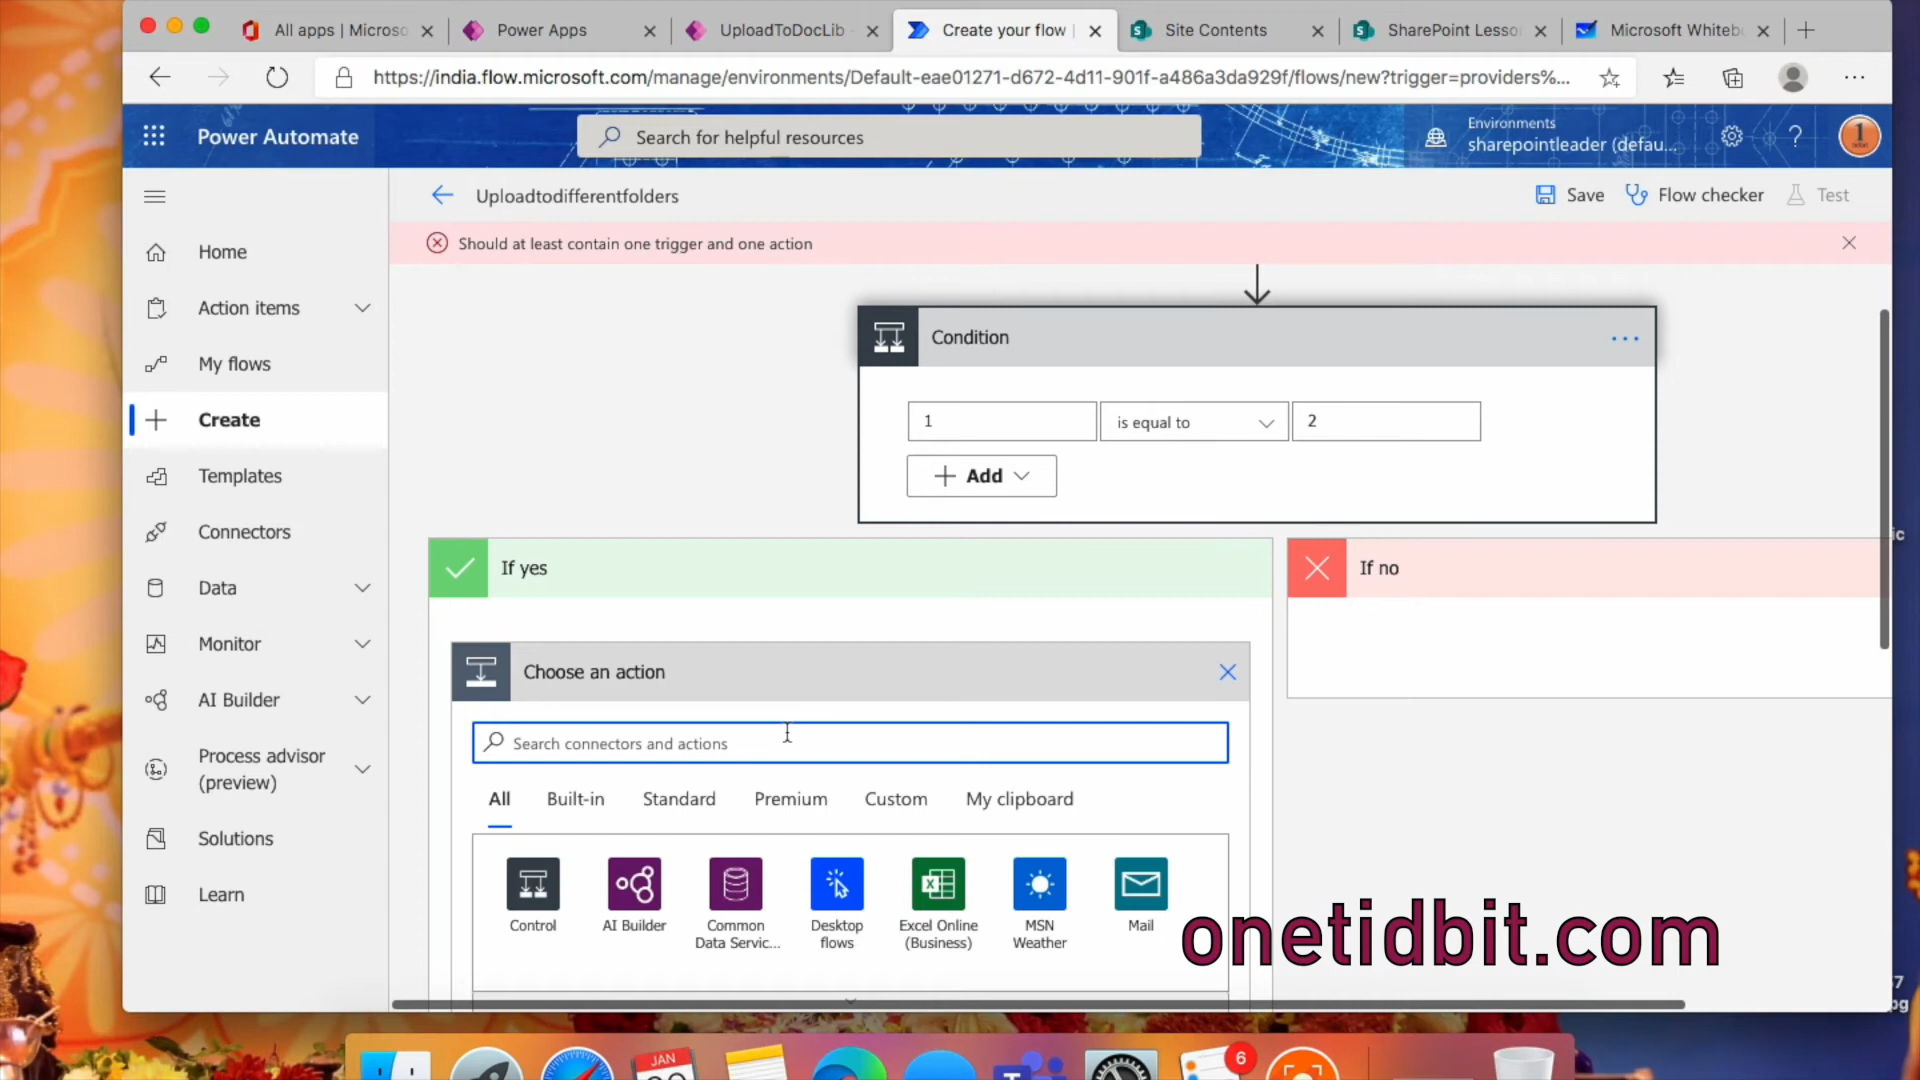 All apps | Microso
Power Apps
UploadToDocLib -
Create your flow |
Site Contents
SharePoint Lesso
Microsoft Whiteb
https://india.flow.microsoft.com/manage/environments/Default-eae01271-d672-4d11-901f-a486a3da929f/flows/new?trigger=providers%...
Power Automate
Search for helpful resources
Environments
sharepointleader (defau...
1
Uploadtodifferentfolders
Save
Flow checker
Test
Should at least contain one trigger and one action
Home
Action items
My flows
Create
Templates
Connectors
Data
Monitor
AI Builder
Process advisor
(preview)
Solutions
Learn
Condition
1
is equal to
2
Add
If yes
If no
Choose an action
Search connectors and actions
All
Built-in
Standard
Premium
Custom
My clipboard
Control
AI Builder
Common
Data Servic...
Desktop
flows
Excel Online
(Business)
MSN
Weather
Mail
onetidbit.com
ic
JAN
6